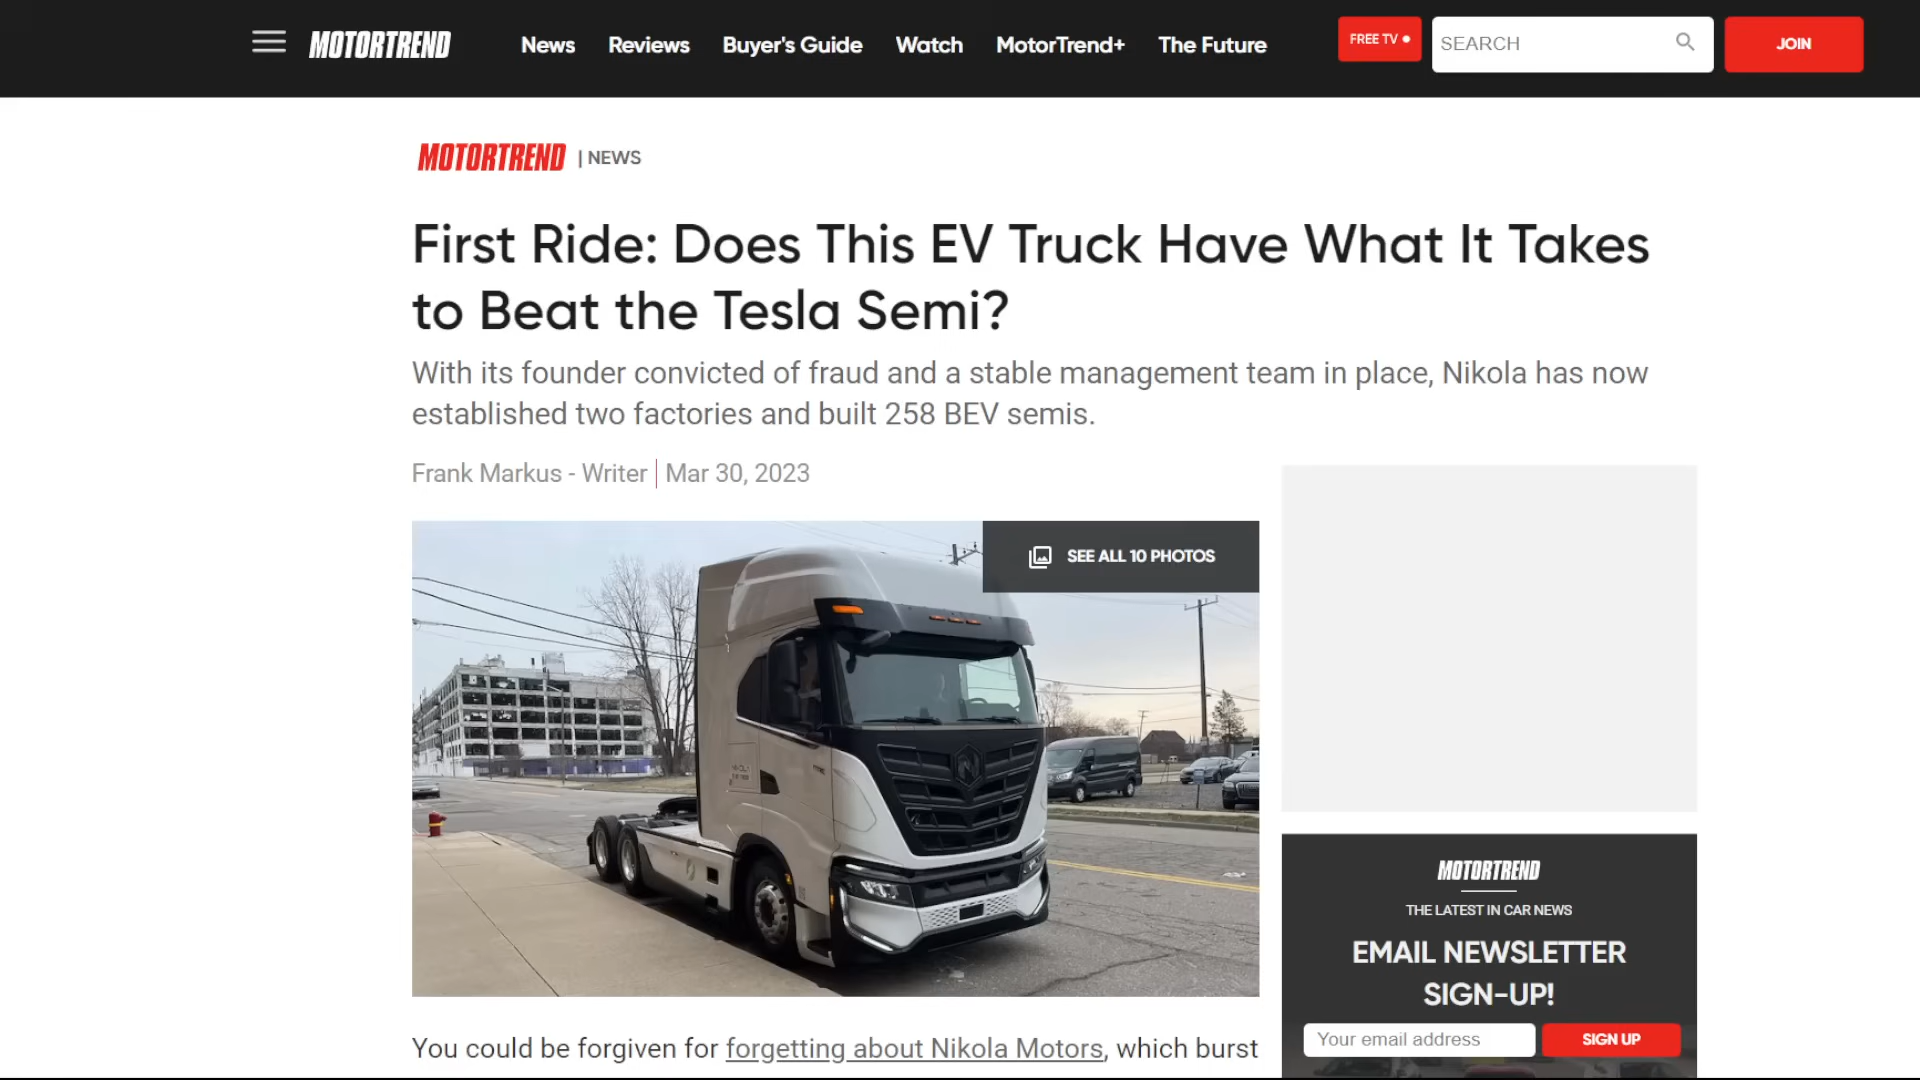 MOTORTREND
News Reviews Buyer's Guide Watch MotorTrend+ The Future
FREE TV
SEARCH
JOIN
MOTORTREND | NEWS
First Ride: Does This EV Truck Have What It Takes
to Beat the Tesla Semi?
With its founder convicted of fraud and a stable management team in place, Nikola has now
established two factories and built 258 BEV semis.
Frank Markus - Writer | Mar 30, 2023
SEE ALL 10 PHOTOS
You could be forgiven for forgetting about Nikola Motors, which burst
MOTORTREND
THE LATEST IN CAR NEWS
EMAIL NEWSLETTER
SIGN-UP!
Your email address
SIGN UP